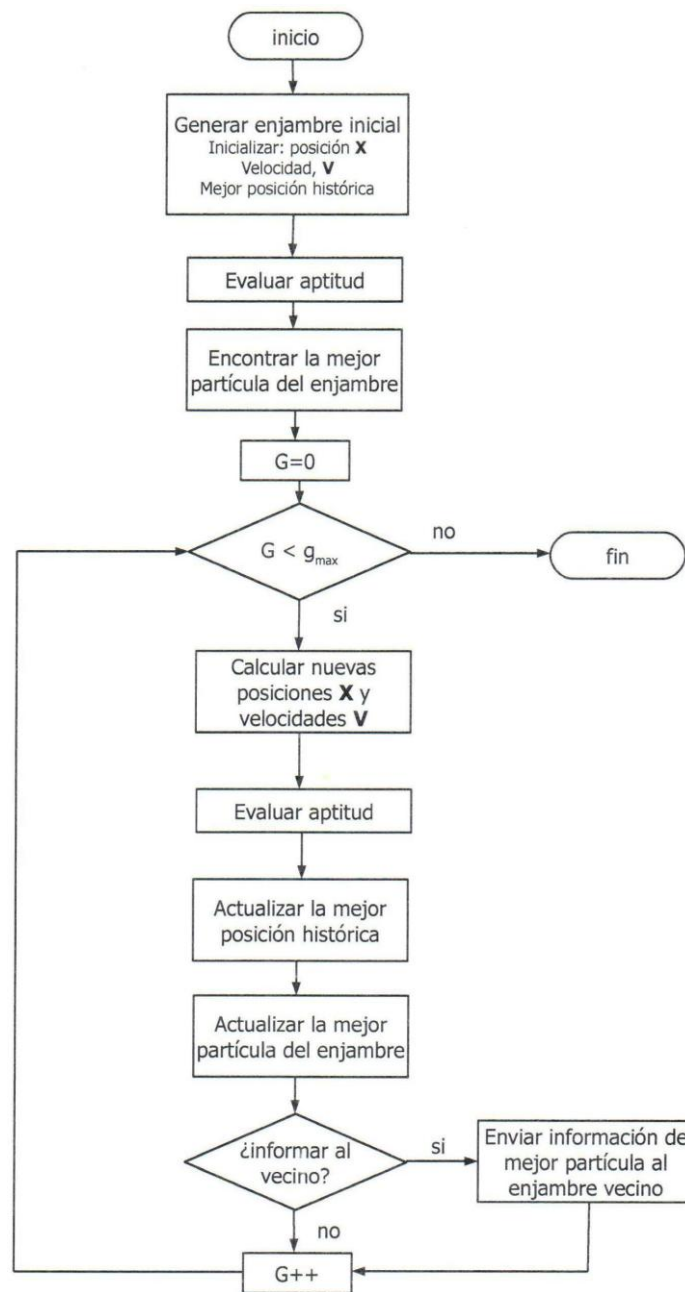 inicio
Generar enjambre inicial
Inicializar: posición X
Velocidad, V
Mejor posición histórica
Evaluar aptitud
Encontrar la mejor
partícula del enjambre
G=0
G < gmax
no
fin
si
Calcular nuevas
posiciones X y
velocidades V
Evaluar aptitud
Actualizar la mejor
posición histórica
Actualizar la mejor
partícula del enjambre
¿informar al
vecino?
si
Enviar información de
mejor partícula al
enjambre vecino
no
G++